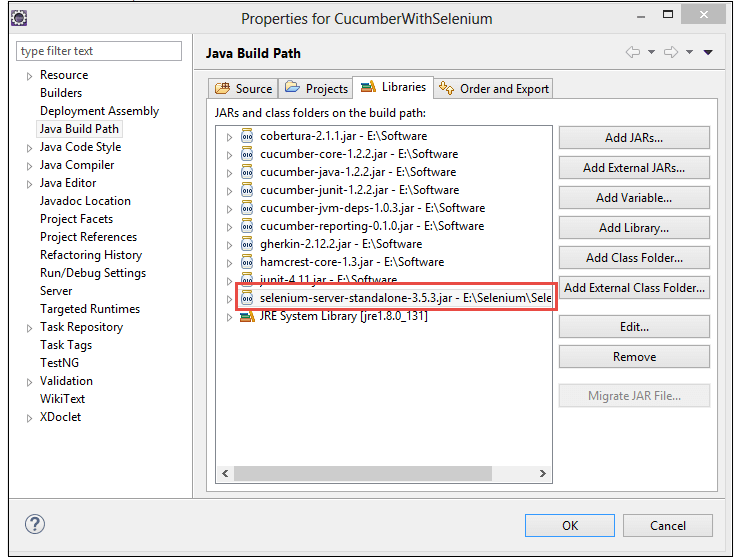 Properties for CucumberWithSelenium
type filter text
Resource
Builders
Deployment Assembly
Java Build Path
Java Code Style
Java Compiler
Java Editor
Javadoc Location
Project Facets
Project References
Refactoring History
Run/Debug Settings
Server
Targeted Runtimes
Task Repository
Task Tags
TestNG
Validation
WikiText
XDoclet
Java Build Path
Source Projects Libraries Order and Export
JARs and class folders on the build path:
cobertura-2.1.1.jar - E:\Software
cucumber-core-1.2.2.jar - E:\Software
cucumber-java-1.2.2.jar - E:\Software
cucumber-junit-1.2.2.jar - E:\Software
cucumber-jvm-deps-1.0.3.jar - E:\Software
cucumber-reporting-0.1.0.jar - E:\Software
gherkin-2.12.2.jar - E:\Software
hamcrest-core-1.3.jar - E:\Software
junit-4.11.jar - E:\Software
selenium-server-standalone-3.5.3.jar - E:\Selenium\Sele
JRE System Library [jre1.8.0_131]
Add JARs...
Add External JARs...
Add Variable...
Add Library...
Add Class Folder...
Add External Class Folder...
Edit...
Remove
Migrate JAR File...
OK
Cancel